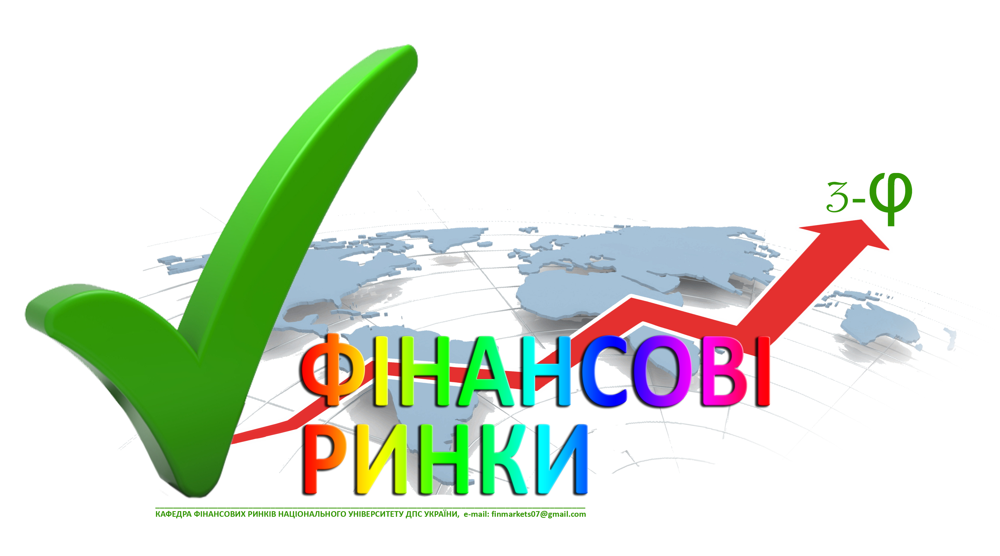 3-φ
ФІНАНСОВІ
РИНКИ
КАФЕДРА ФІНАНСОВИХ РИНКІВ НАЦІОНАЛЬНОГО УНІВЕРСИТЕТУ ДПС УКРАЇНИ, e-mail: finmarkets07@gmail.com